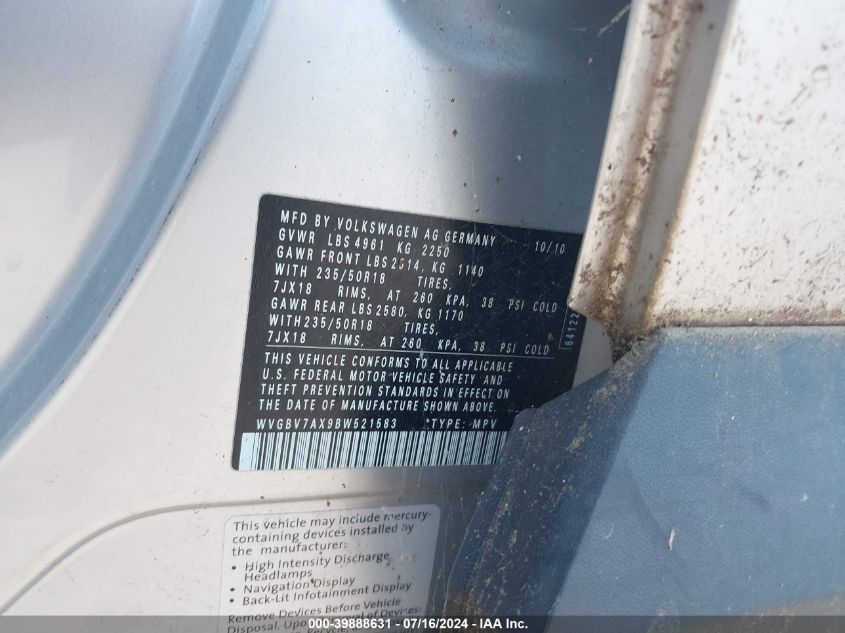 MFD BY VOLKSWAGEN AG GERMANY 10/10
GVWR LBS 4961 KG 2250
GAWR FRONT LBS 2514, KG 1140
WITH 235/50R18 TIRES,
7JX18 RIMS, AT 260 KPA, 38 PSI COLD
GAWR REAR LBS 2580, KG 1170
WITH 235/50R18 TIRES,
7JX18 RIMS, AT 260 KPA, 38 PSI COLD
THIS VEHICLE CONFORMS TO ALL APPLICABLE
U.S. FEDERAL MOTOR VEHICLE SAFETY AND
THEFT PREVENTION STANDARDS IN EFFECT ON
THE DATE OF MANUFACTURE SHOWN ABOVE.
WVGBV7AX9BW521583 *TYPE: MPV
This vehicle may include mercury-
containing devices installed by
the manufacturer:
• High Intensity Discharge
Headlamps
• Navigation Display
• Back-Lit Infotainment Display
Remove Devices Before Vehicle
Disposal. Upon Removal of Devices
000-39888631 - 07/16/2024 - IAA Inc.